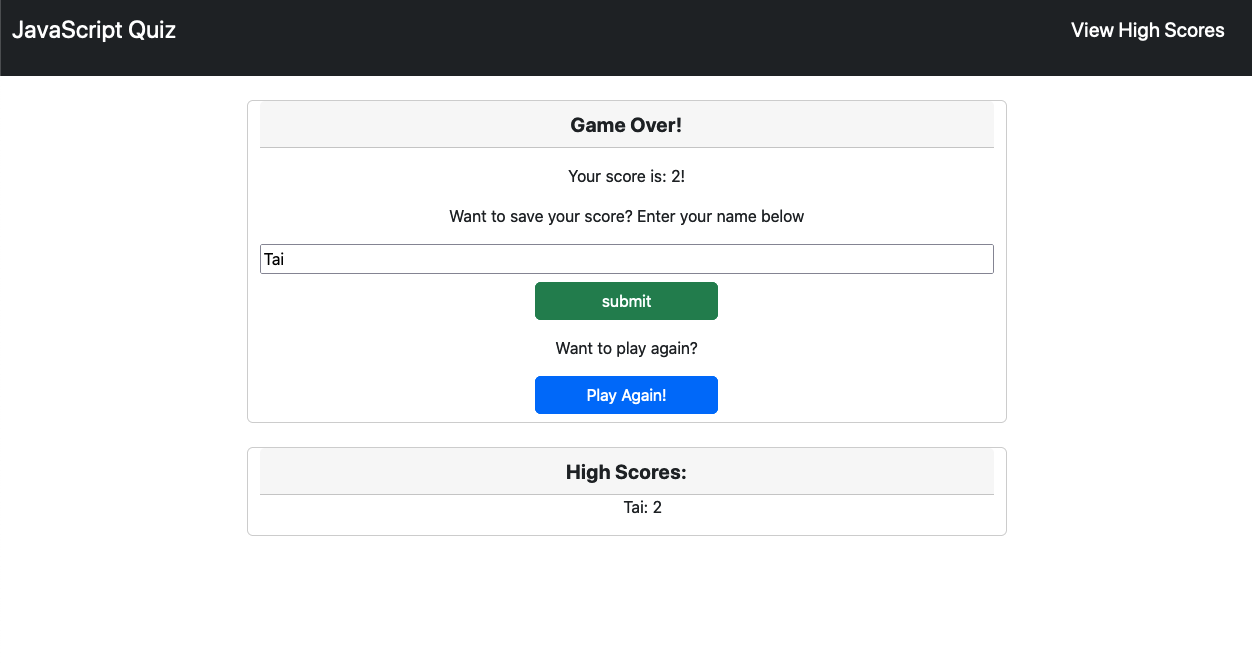 JavaScript Quiz
View High Scores
Game Over!
Your score is: 2!
Want to save your score? Enter your name below
Tai
submit
Want to play again?
Play Again!
High Scores:
Tai: 2